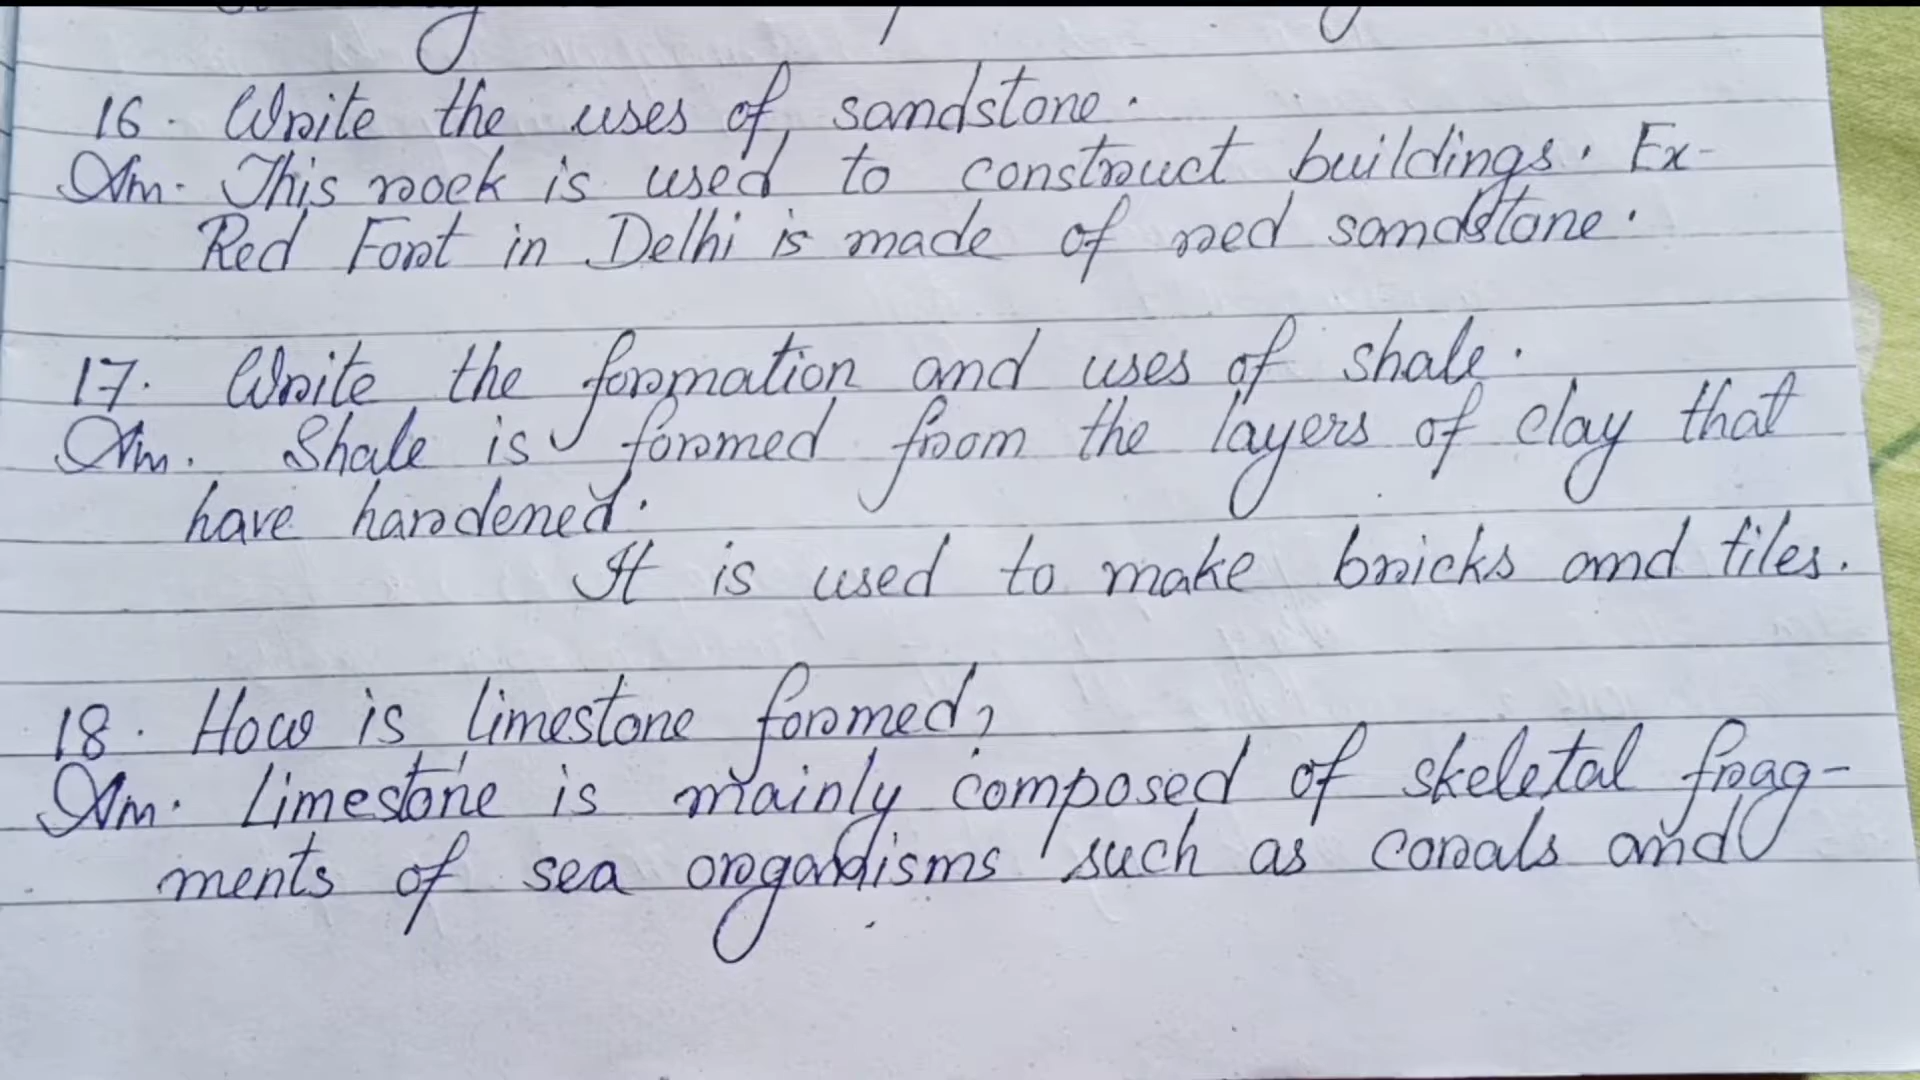 16. Write the uses of sandstone.
Ans. This rock is used to construct buildings. Ex-
Red Fort in Delhi is made of red sandstone.
17. Write the formation and uses of shale.
Ans. Shale is formed from the layers of clay that
have hardened.
It is used to make bricks and tiles.
18. How is limestone formed?
Ans. Limestone is mainly composed of skeletal frag-
ments of sea organisms such as corals and